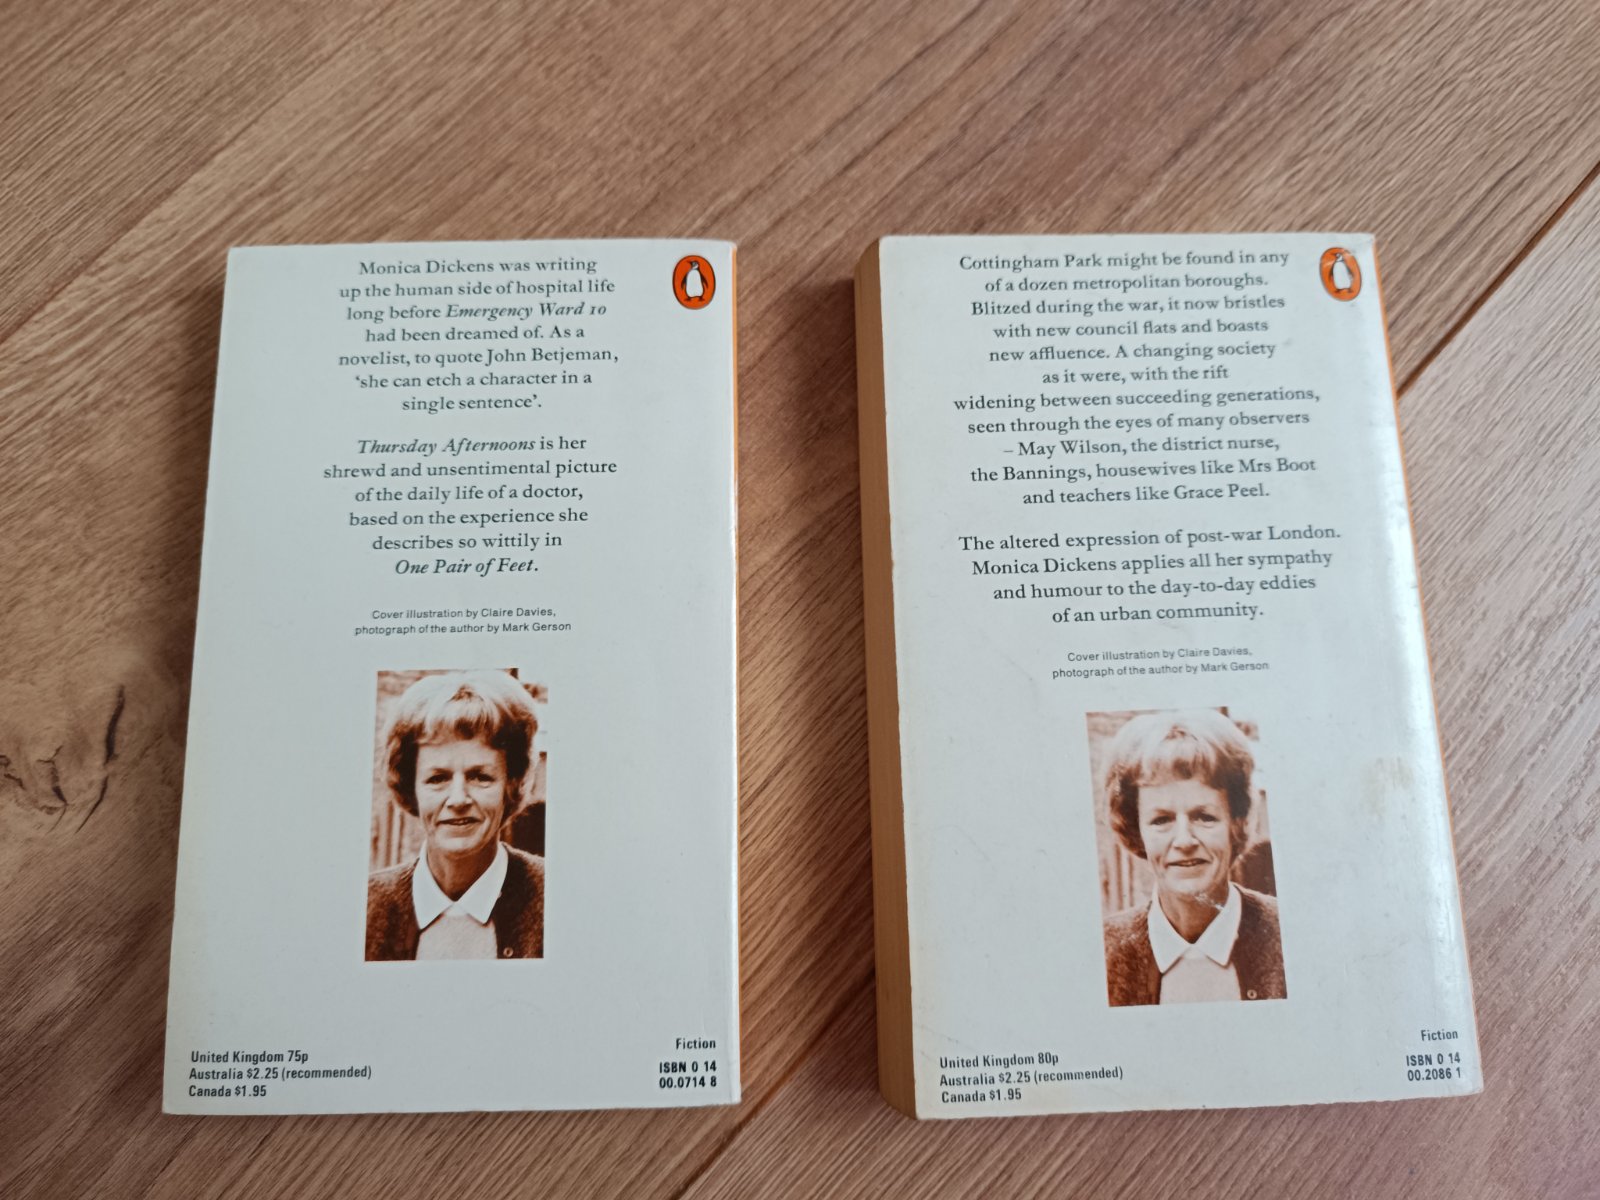 Monica Dickens was writing
up the human side of hospital life
long before Emergency Ward 10
had been dreamed of. As a
novelist, to quote John Betjeman,
‘she can etch a character in a
single sentence’.
Thursday Afternoons is her
shrewd and unsentimental picture
of the daily life of a doctor,
based on the experience she
describes so wittily in
One Pair of Feet.
Cover illustration by Claire Davies,
photograph of the author by Mark Gerson
United Kingdom 75p
Australia $2.25 (recommended)
Canada $1.95
Fiction
ISBN 0 14
00.0714 8
Cottingham Park might be found in any
of a dozen metropolitan boroughs.
Blitzed during the war, it now bristles
with new council flats and boasts
new affluence. A changing society
as it were, with the rift
widening between succeeding generations,
seen through the eyes of many observers
– May Wilson, the district nurse,
the Bannings, housewives like Mrs Boot
and teachers like Grace Peel.
The altered expression of post-war London.
Monica Dickens applies all her sympathy
and humour to the day-to-day eddies
of an urban community.
Cover illustration by Claire Davies,
photograph of the author by Mark Gerson
United Kingdom 80p
Australia $2.25 (recommended)
Canada $1.95
Fiction
ISBN 0 14
00.2086 1